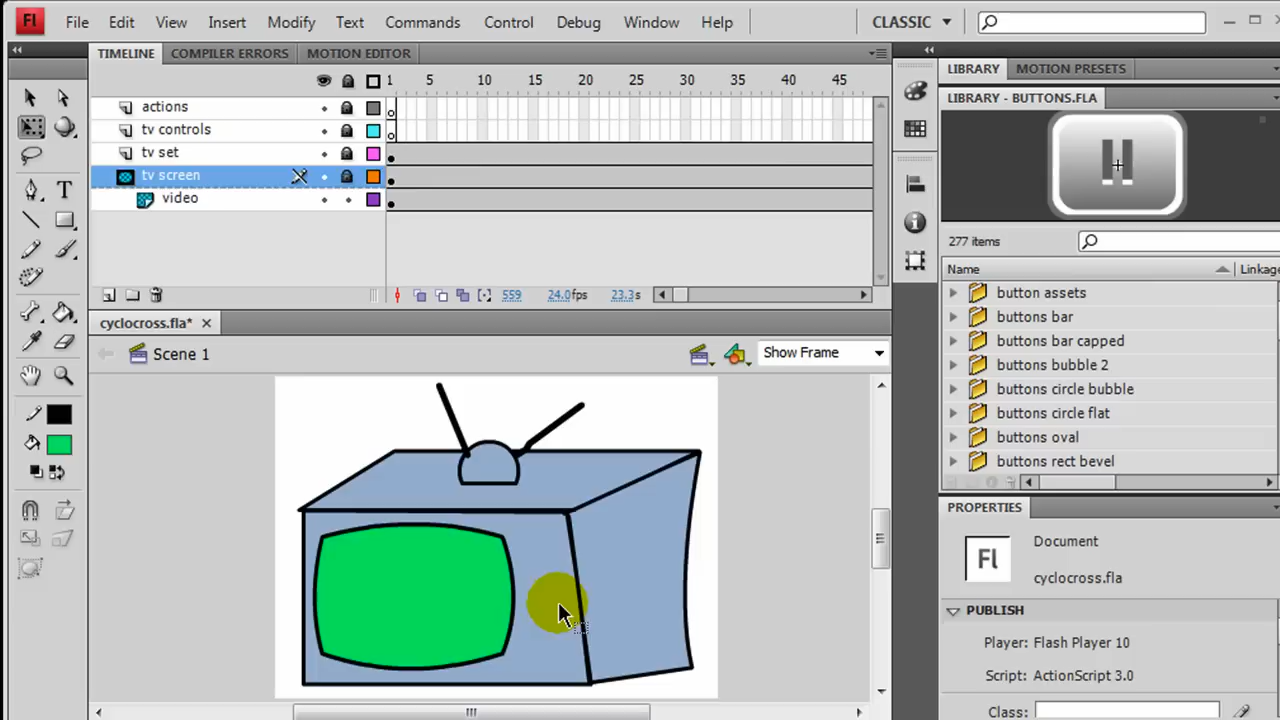 Fl File Edit View Insert Modify Text Commands Control Debug Window Help CLASSIC
TIMELINE COMPILER ERRORS MOTION EDITOR
1 5 10 15 20 25 30 35 40 45
actions
tv controls
tv set
tv screen
video
559 24.0fps 23.3s
cyclocross.fla*
Scene 1 Show Frame
T
LIBRARY MOTION PRESETS
LIBRARY - BUTTONS.FLA
277 items
Name Linkage
button assets
buttons bar
buttons bar capped
buttons bubble 2
buttons circle bubble
buttons circle flat
buttons oval
buttons rect bevel
PROPERTIES
Fl Document
cyclocross.fla
PUBLISH
Player: Flash Player 10
Script: ActionScript 3.0
Class: